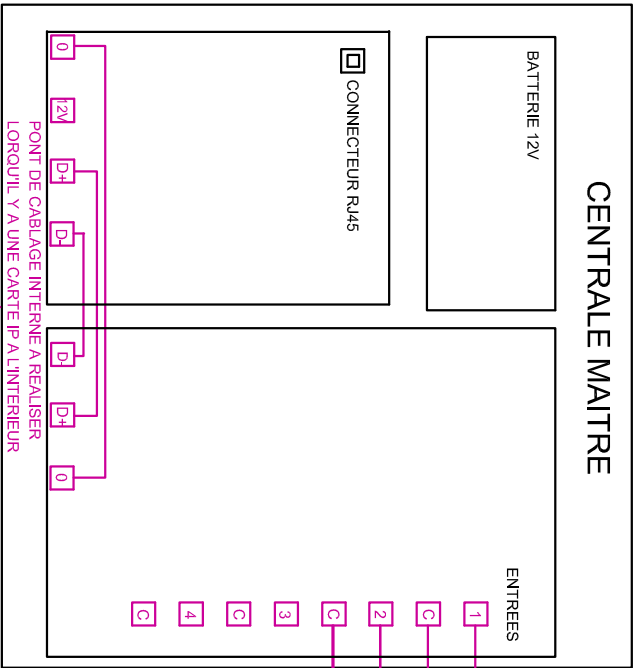 CENTRALE MAITRE
BATTERIE 12V
CONNECTEUR RJ45
ENTREES
1
C
2
C
3
C
4
C
0
12V
D+
D-
D-
D+
0
PONT DE CABLAGE INTERNE A REALISER
LORQU'IL Y A UNE CARTE IP A L'INTERIEUR